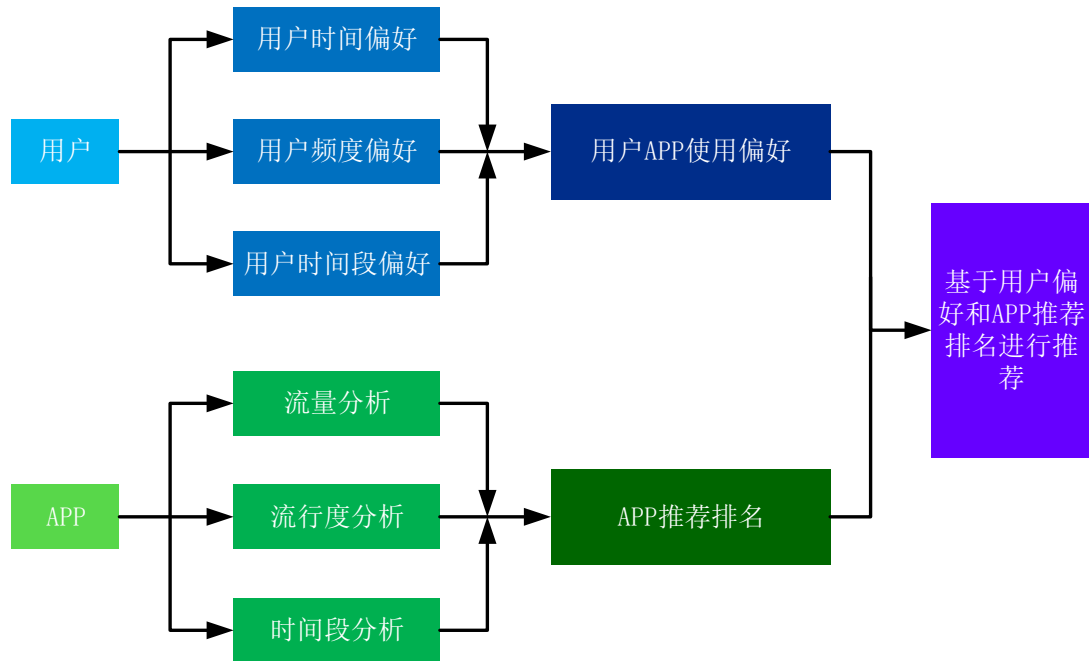 用户时间偏好
用户
用户频度偏好
用户APP使用偏好
用户时间段偏好
基于用户偏
好和APP推荐
排名进行推
荐
流量分析
APP
流行度分析
APP推荐排名
时间段分析